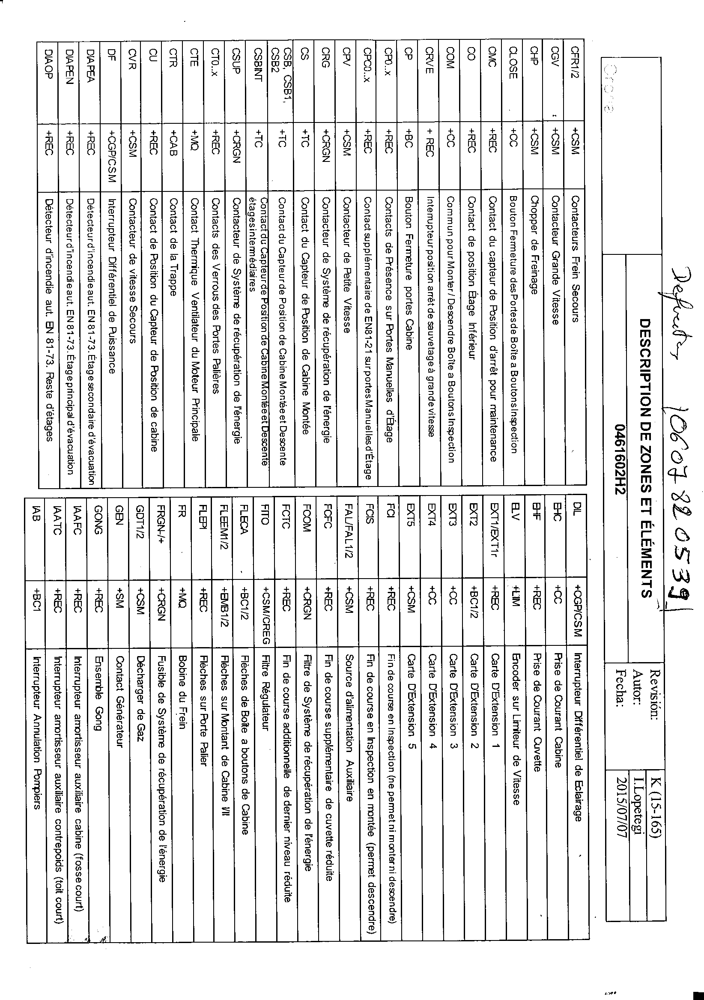 0607820539
Orona
DESCRIPTION DE ZONES ET ÉLÉMENTS
0461602H2
Revisión: K (15-165)
Autor: I.Lopetegi
Fecha: 2015/07/07
CFR1/2 +CSM Contacteurs Frein Secours
CGV +CSM Contacteur Grande Vitesse
CHP +CSM Chopper de Freinage
CLOSE +CC Bouton Fermeture des Portes de Boîte a Boutons Inspection
CMC +REC Contact du capteur de Position d'arrêt pour maintenance
CO +REC Contact de position Étage Inférieur
COM +CC Commun pour Monter / Descendre Boîte a Boutons Inspection
CRVE + REC Interrupteur position arrêt de sauvetage à grande vitesse
CP +BC Bouton Fermeture portes Cabine
CP0..x +REC Contacts de Présence sur Portes Manuelles d'Étage
CPC0..x +REC Contact supplémentaire de EN81-21 sur portes Manuelles d'Étage
CPV +CSM Contacteur de Petite Vitesse
CRG +CRGN Contacteur de Système de récupération de l'énergie
CS +TC Contact du Capteur de Position de Cabine Montée
CSB, CSB1, CSB2 +TC Contact du Capteur de Position de Cabine Montée et Descente
CSBINT +TC Contact du Capteur de Position de Cabine Montée et Descente
étages intermédiaires
CSUP +CRGN Contacteur de Système de récupération de l'énergie
CT0..x +REC Contacts des Verrous des Portes Palières
CTE +MQ Contact Thermique Ventilateur du Moteur Principale
CTR +CAB Contact de la Trappe
CU +REC Contact de Position du Capteur de Position de cabine
CVR +CSM Contacteur de vitesse Secours
DF +CGP/CSM Interrupteur Différentiel de Puissance
DIAPEA +REC Détecteur d'incendie aut. EN 81-73. Étage secondaire d'évacuation
DIAPEN +REC Détecteur d'incendie aut. EN 81-73. Étage principal d'évacuation
DIAOP +REC Détecteur d'incendie aut. EN 81-73. Reste d'étages
DIL +CGP/CSM Interrupteur Différentiel de Eclairage
EHC +CC Prise de Courant Cabine
EHF +REC Prise de Courant Cuvette
ELV +LIM Encoder sur Limiteur de Vitesse
EXT1/EXT1r +REC Carte D'Extension 1
EXT2 +BC1/2 Carte D'Extension 2
EXT3 +CC Carte D'Extension 3
EXT4 +CC Carte D'Extension 4
EXT5 +CSM Carte D'Extension 5
FCI +REC Fin de course en Inspection (ne permet ni monter ni descendre)
FCIS +REC Fin de course en Inspection en montée (permet descendre)
FAL/FAL1/2 +CSM Source d'alimentation Auxiliaire
FCFC +REC Fin de course supplémentaire de cuvette réduite
FCOM +CRGN Filtre de Système de récupération de l'énergie
FCTC +REC Fin de course additionnelle de dernier niveau réduite
FITO +CSM/CREG Filtre Régulateur
FLECA +BC1/2 Flèches de Boîte a boutons de Cabine
FLEEM1/2 +EMB1/2 Flèches sur Montant de Cabine I/II
FLEPI +REC Flèches sur Porte Palier
FR +MQ Bobine du Frein
FRGN-/+ +CRGN Fusible de Système de récupération de l'énergie
GDT1/2 +CSM Décharger de Gaz
GEN +SM Contact Générateur
GONG +REC Ensemble Gong
IAAFC +REC Interrupteur amortisseur auxiliaire cabine (fosse court)
IAATC +REC Interrupteur amortisseur auxiliaire contrepoids (toit court)
IAB +BC1 Interrupteur Annulation Pompiers